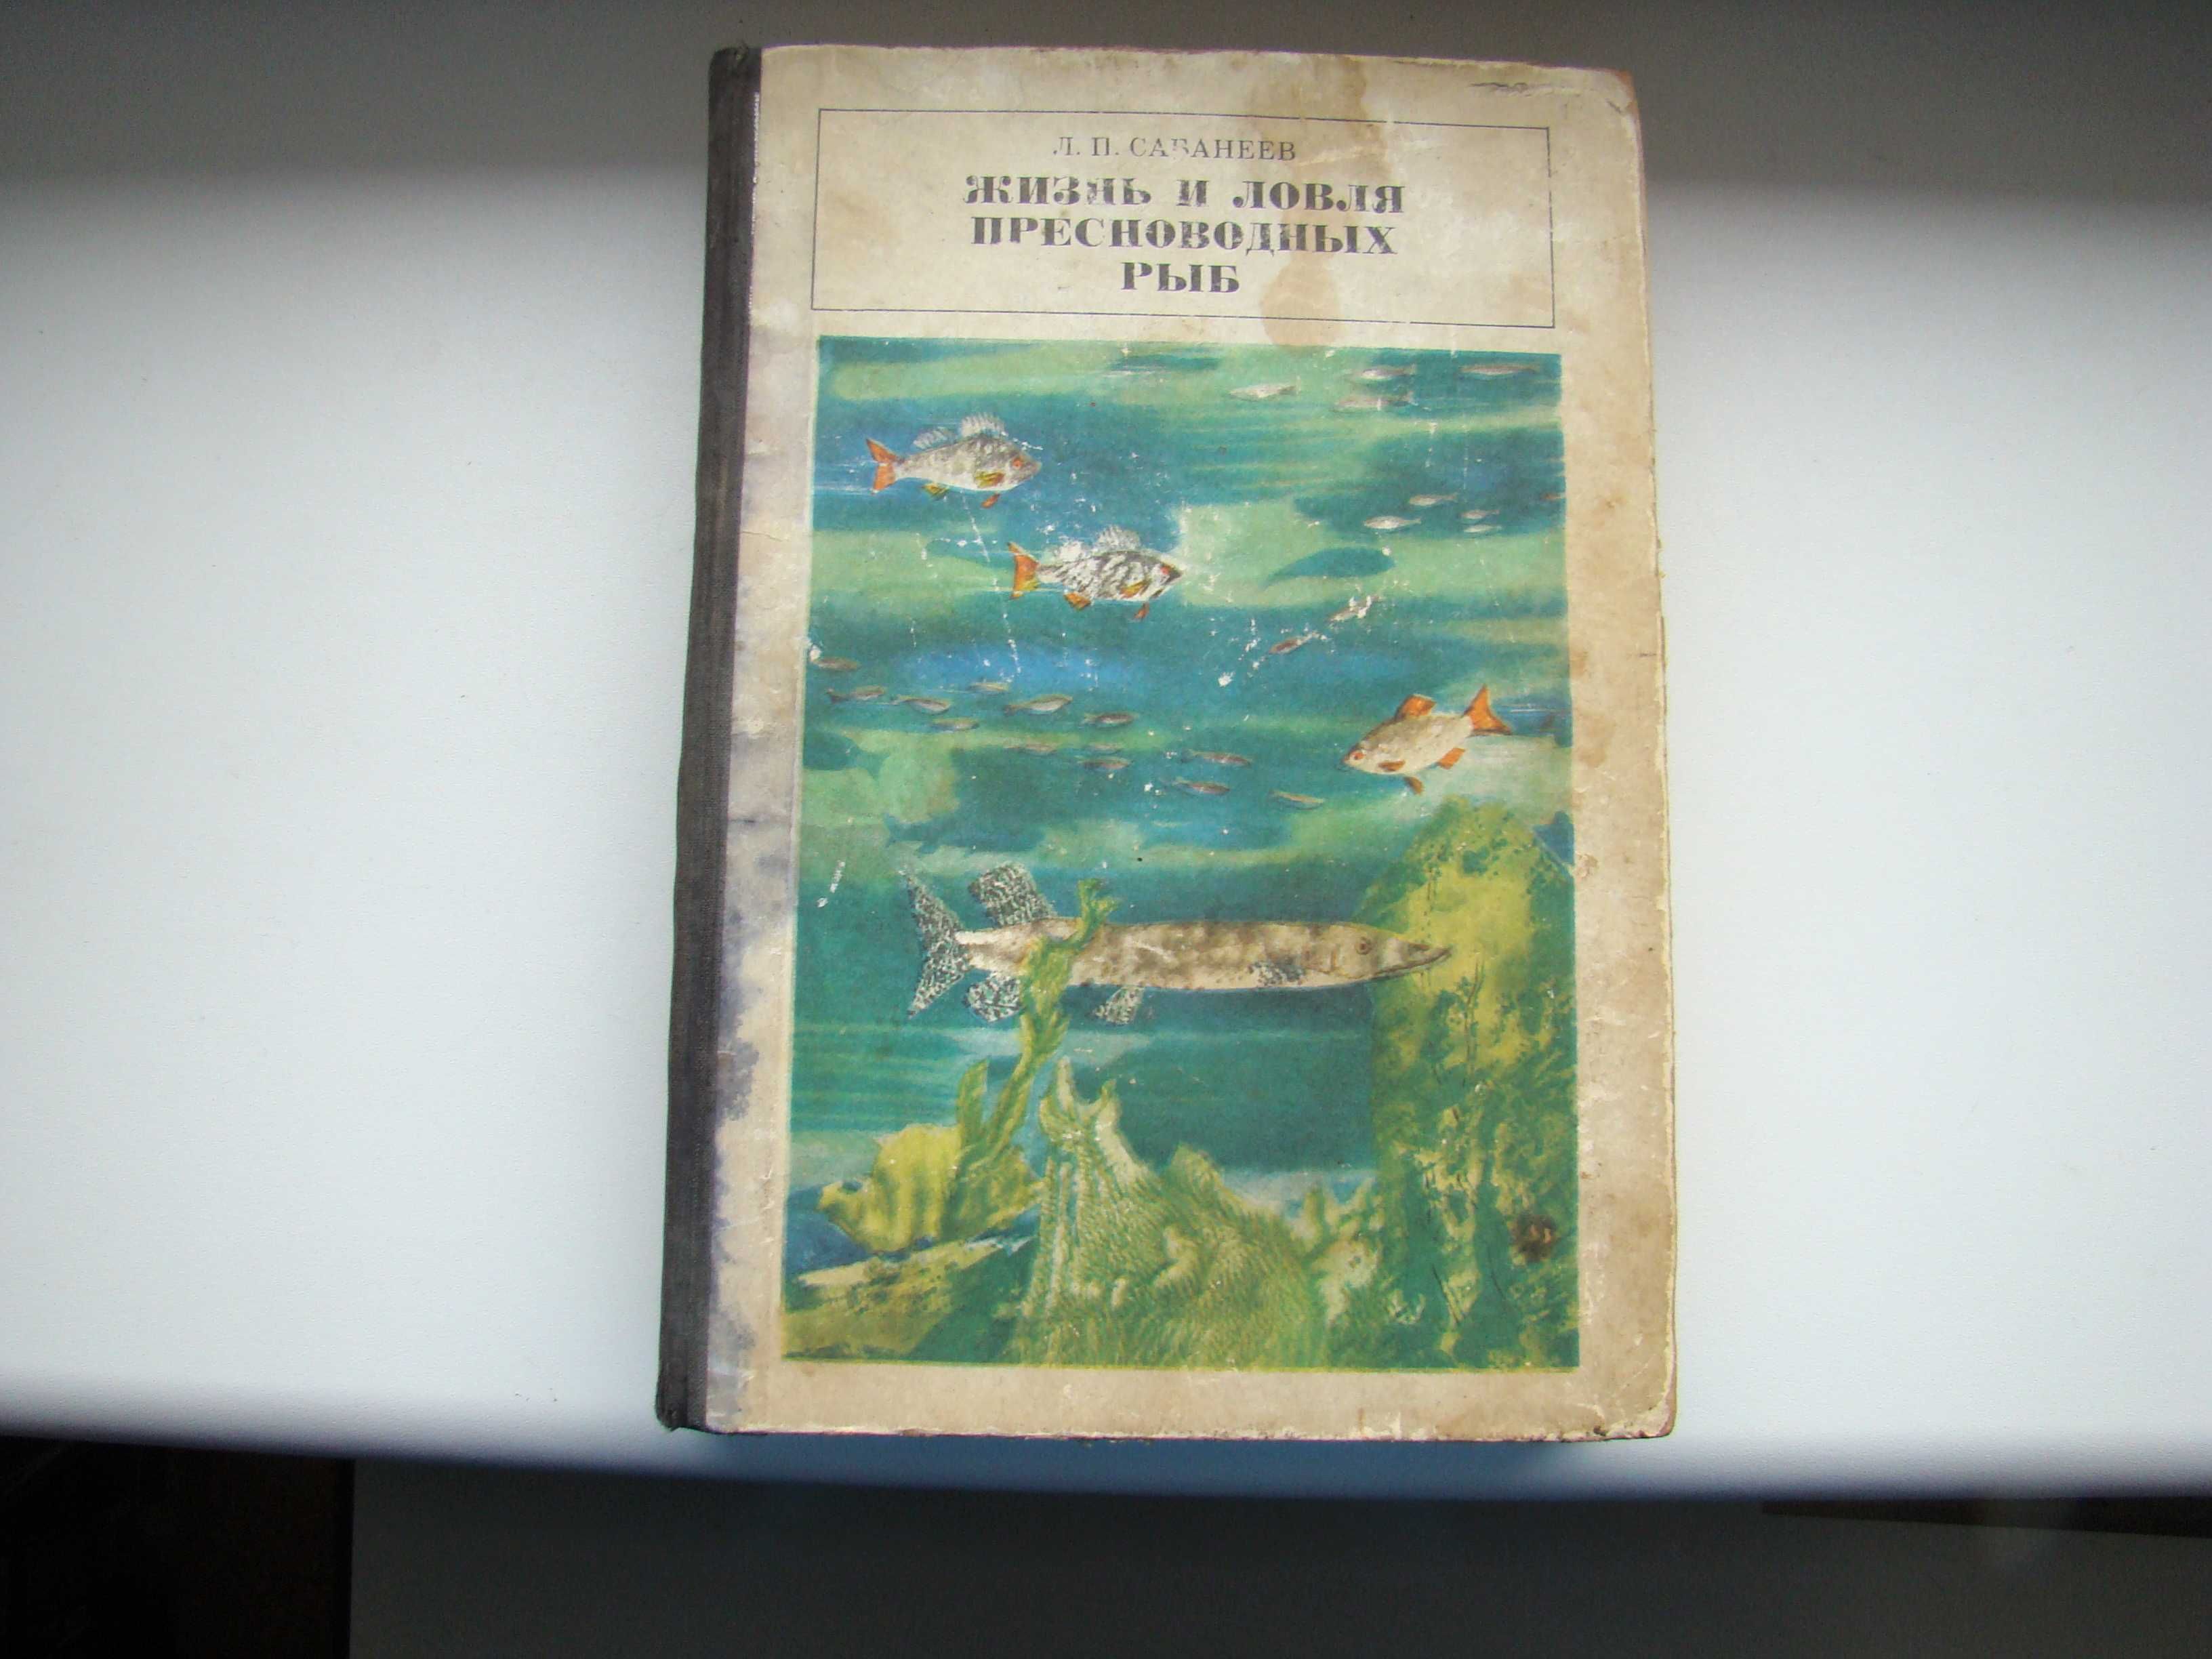 Л. П. САБАНЕЕВ
ЖИЗНЬ И ЛОВЛЯ
ПРЕСНОВОДНЫХ
РЫБ